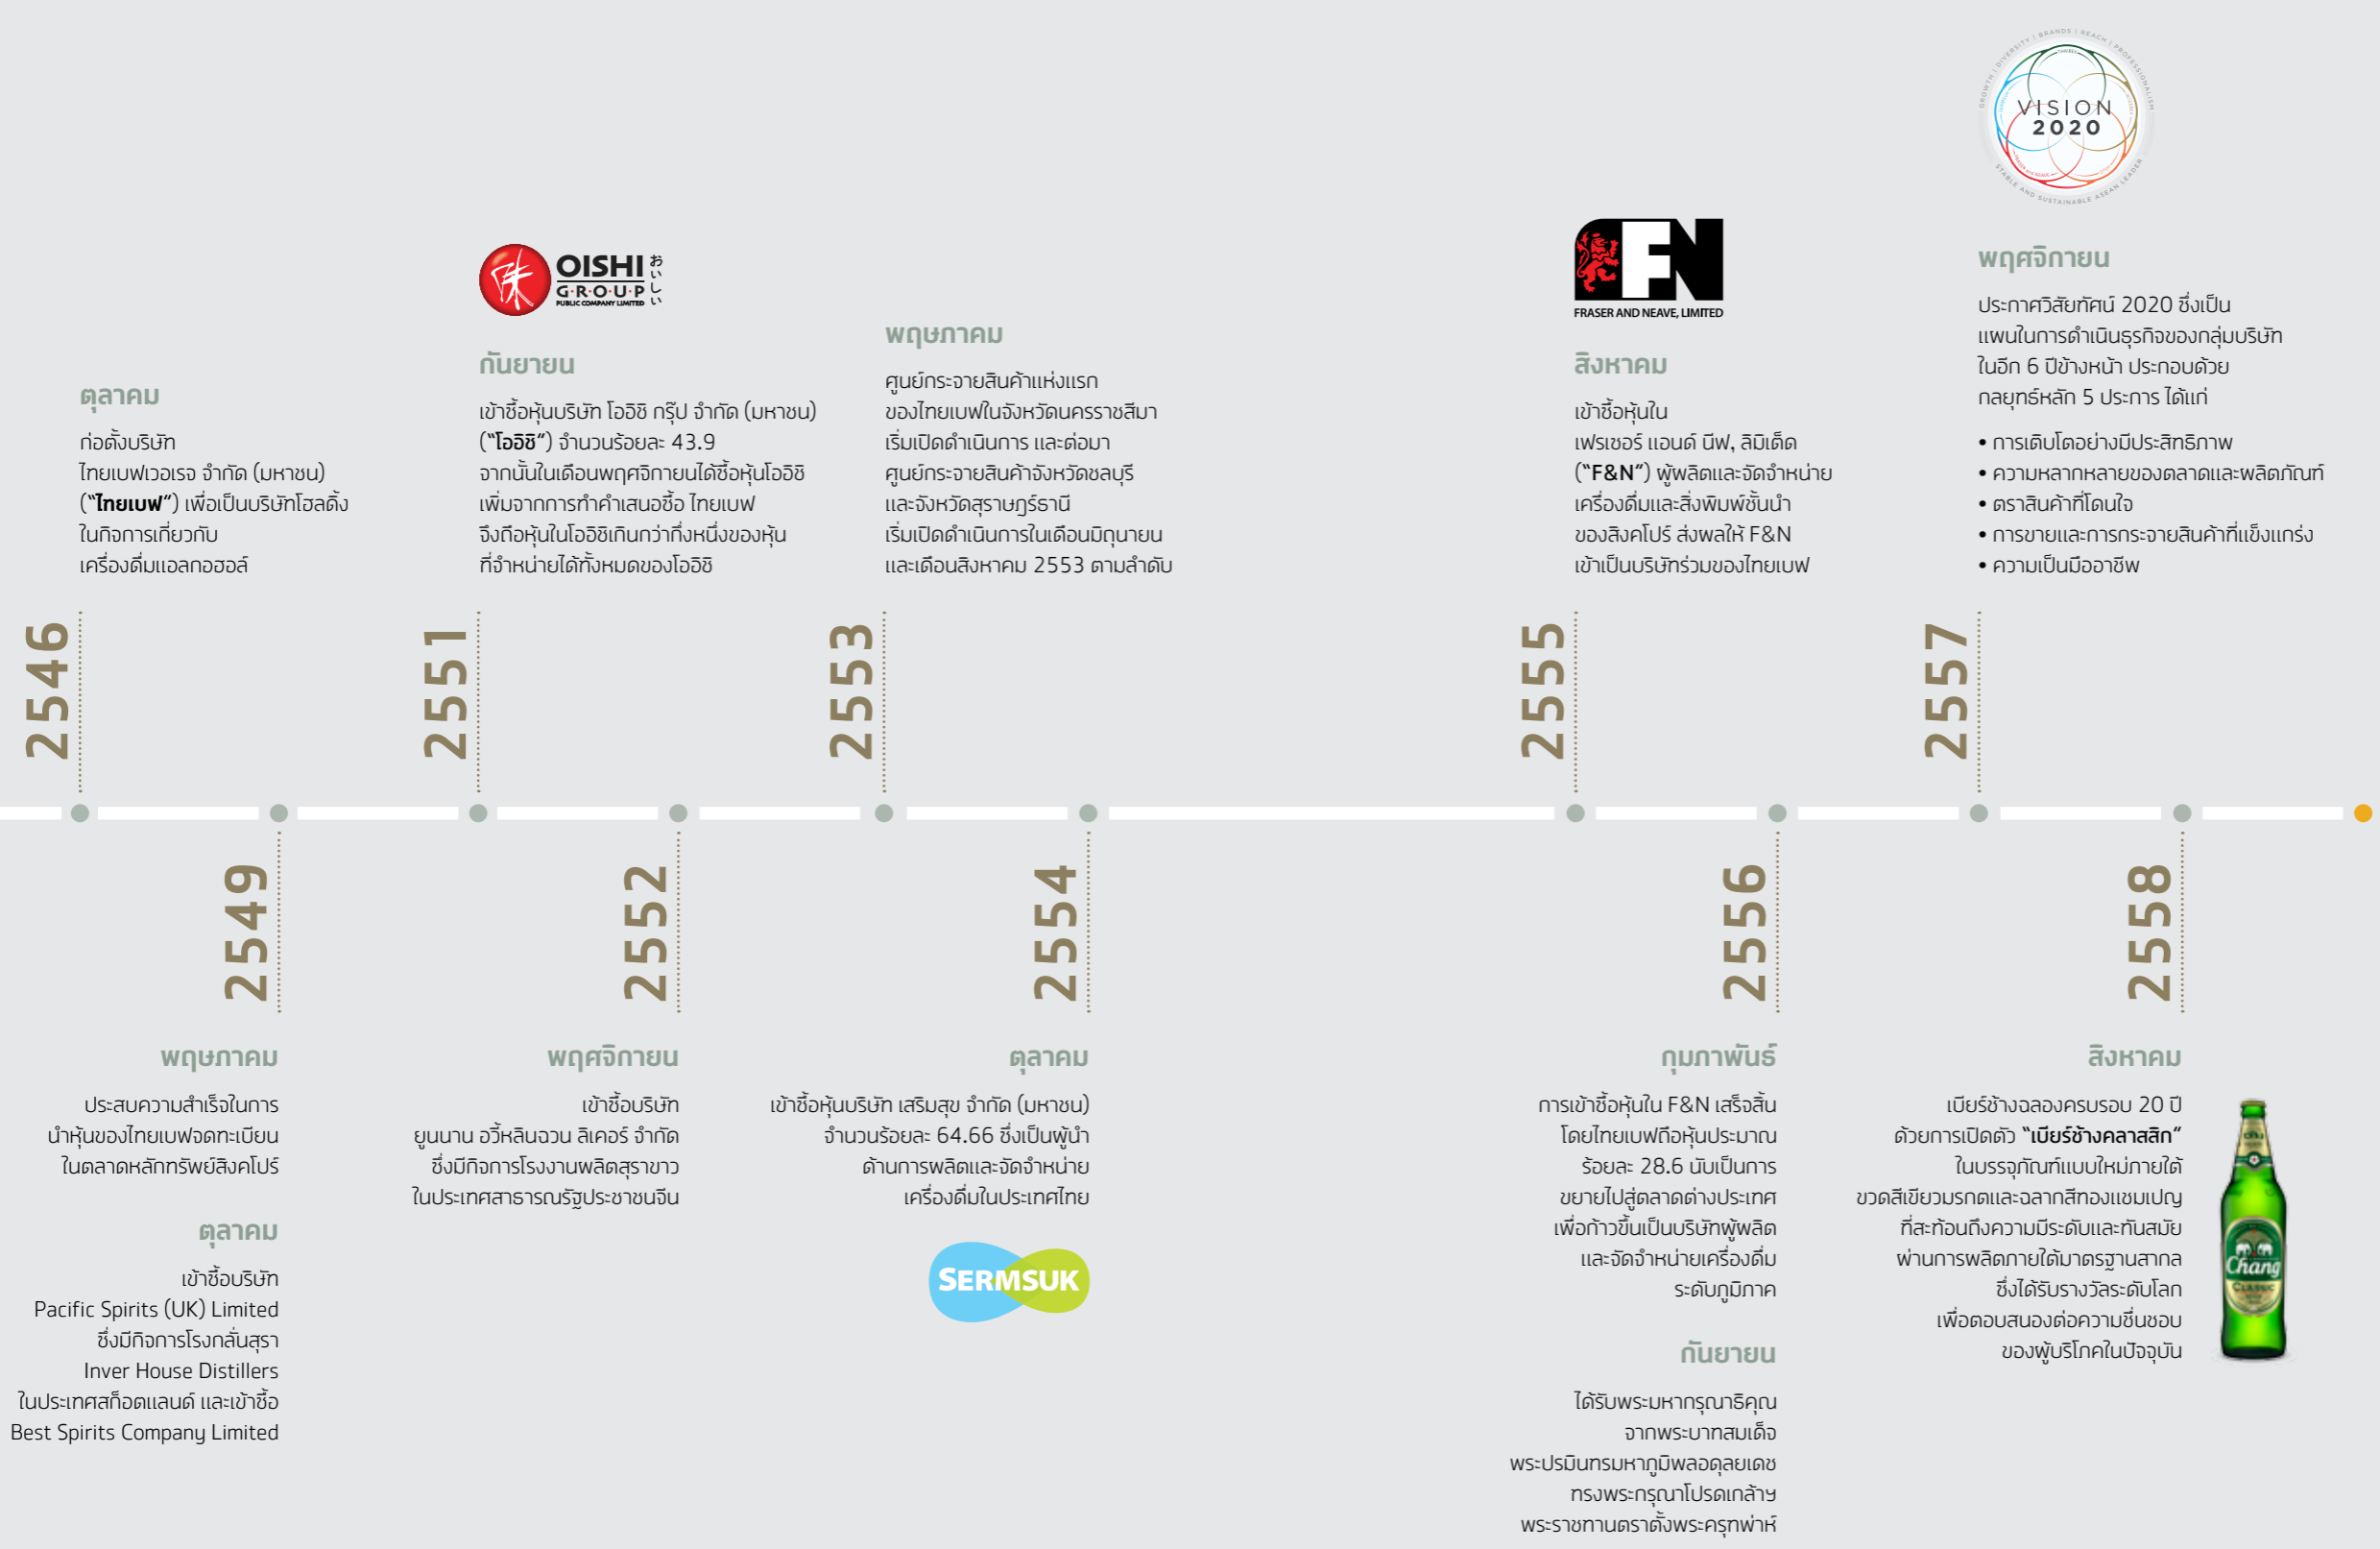 ตุลาคม
ก่อตั้งบริษัท
ไทยเบฟเวอเรจ จำกัด (มหาชน)
(“ไทยเบฟ”) เพื่อเป็นบริษัทโฮลดิ้ง
ในกิจการเกี่ยวกับ
เครื่องดื่มแอลกอฮอล์
2546
2549
พฤษภาคม
ประสบความสำเร็จในการ
นำหุ้นของไทยเบฟจดทะเบียน
ในตลาดหลักทรัพย์สิงคโปร์
ตุลาคม
เข้าซื้อบริษัท
Pacific Spirits (UK) Limited
ซึ่งมีกิจการโรงกลั่นสุรา
Inver House Distillers
ในประเทศสก็อตแลนด์ และเข้าซื้อ
Best Spirits Company Limited
味
OISHI
おいしい
G·R·O·U·P
PUBLIC COMPANY LIMITED
กันยายน
เข้าซื้อหุ้นบริษัท โออิชิ กรุ๊ป จำกัด (มหาชน)
(“โออิชิ”) จำนวนร้อยละ 43.9
จากนั้นในเดือนพฤศจิกายนได้ซื้อหุ้นโออิชิ
เพิ่มจากการทำคำเสนอซื้อ ไทยเบฟ
จึงถือหุ้นในโออิชิเกินกว่ากึ่งหนึ่งของหุ้น
ที่จำหน่ายได้ทั้งหมดของโออิชิ
2551
2552
พฤศจิกายน
เข้าซื้อบริษัท
ยูนนาน อวี้หลินฉวน ลิเคอร์ จำกัด
ซึ่งมีกิจการโรงงานผลิตสุราขาว
ในประเทศสาธารณรัฐประชาชนจีน
พฤษภาคม
ศูนย์กระจายสินค้าแห่งแรก
ของไทยเบฟในจังหวัดนครราชสีมา
เริ่มเปิดดำเนินการ และต่อมา
ศูนย์กระจายสินค้าจังหวัดชลบุรี
และจังหวัดสุราษฎร์ธานี
เริ่มเปิดดำเนินการในเดือนมิถุนายน
และเดือนสิงหาคม 2553 ตามลำดับ
2553
2554
ตุลาคม
เข้าซื้อหุ้นบริษัท เสริมสุข จำกัด (มหาชน)
จำนวนร้อยละ 64.66 ซึ่งเป็นผู้นำ
ด้านการผลิตและจัดจำหน่าย
เครื่องดื่มในประเทศไทย
SERMSUK
FN
FRASER AND NEAVE, LIMITED
สิงหาคม
เข้าซื้อหุ้นใน
เฟรเซอร์ แอนด์ นีฟ, ลิมิเต็ด
(“F&N”) ผู้ผลิตและจัดจำหน่าย
เครื่องดื่มและสิ่งพิมพ์ชั้นนำ
ของสิงคโปร์ ส่งผลให้ F&N
เข้าเป็นบริษัทร่วมของไทยเบฟ
2555
2556
กุมภาพันธ์
การเข้าซื้อหุ้นใน F&N เสร็จสิ้น
โดยไทยเบฟถือหุ้นประมาณ
ร้อยละ 28.6 นับเป็นการ
ขยายไปสู่ตลาดต่างประเทศ
เพื่อก้าวขึ้นเป็นบริษัทผู้ผลิต
และจัดจำหน่ายเครื่องดื่ม
ระดับภูมิภาค
กันยายน
ได้รับพระมหากรุณาธิคุณ
จากพระบาทสมเด็จ
พระปรมินทรมหาภูมิพลอดุลยเดช
ทรงพระกรุณาโปรดเกล้าฯ
พระราชทานตราตั้งพระครุฑพ่าห์
GROWTH | DIVERSITY | BRANDS | REACH | PROFESSIONALISM
VISION
2020
STABLE AND SUSTAINABLE ASEAN LEADER
พฤศจิกายน
ประกาศวิสัยทัศน์ 2020 ซึ่งเป็น
แผนในการดำเนินธุรกิจของกลุ่มบริษัท
ในอีก 6 ปีข้างหน้า ประกอบด้วย
กลยุทธ์หลัก 5 ประการ ได้แก่
• การเติบโตอย่างมีประสิทธิภาพ
• ความหลากหลายของตลาดและผลิตภัณฑ์
• ตราสินค้าที่โดนใจ
• การขายและการกระจายสินค้าที่แข็งแกร่ง
• ความเป็นมืออาชีพ
2557
2558
สิงหาคม
เบียร์ช้างฉลองครบรอบ 20 ปี
ด้วยการเปิดตัว “เบียร์ช้างคลาสสิก”
ในบรรจุภัณฑ์แบบใหม่ภายใต้
ขวดสีเขียวมรกตและฉลากสีทองแชมเปญ
ที่สะท้อนถึงความมีระดับและทันสมัย
ผ่านการผลิตภายใต้มาตรฐานสากล
ซึ่งได้รับรางวัลระดับโลก
เพื่อตอบสนองต่อความชื่นชอบ
ของผู้บริโภคในปัจจุบัน
Chang
CLASSIC